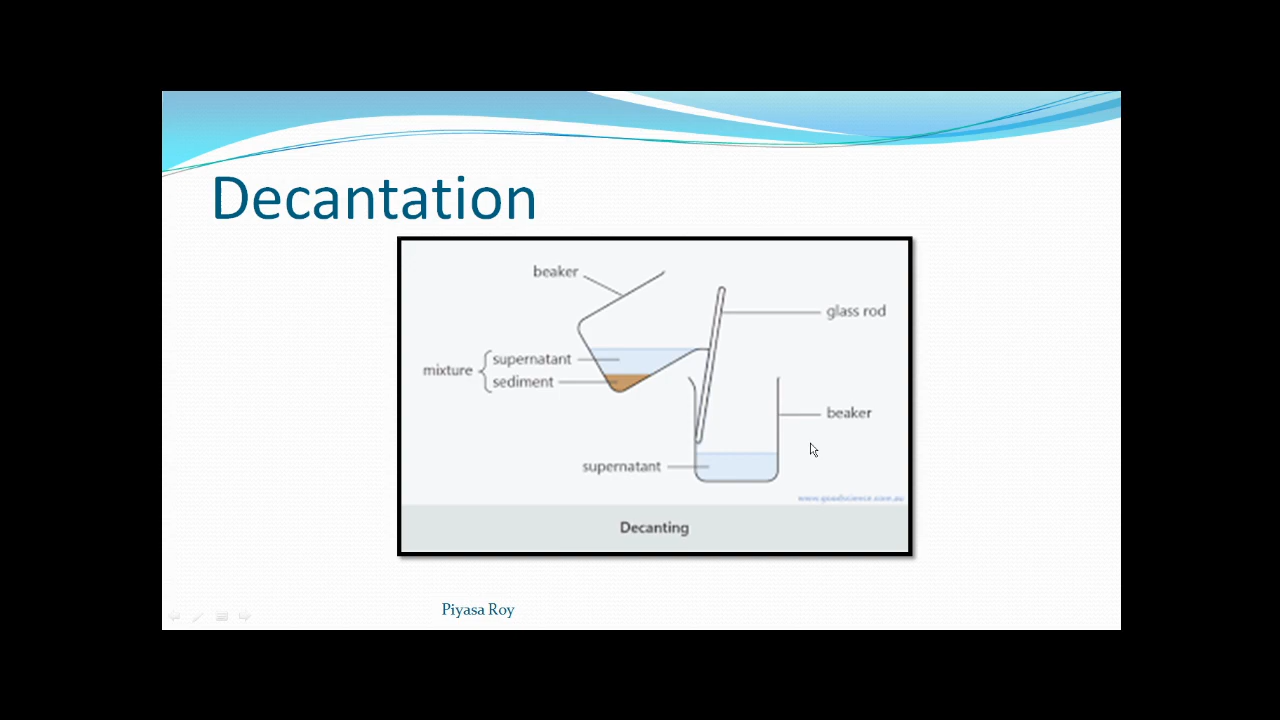 Decantation
beaker
glass rod
supernatant
mixture
sediment
beaker
supernatant
www.goodscience.com.au
Decanting
Piyasa Roy